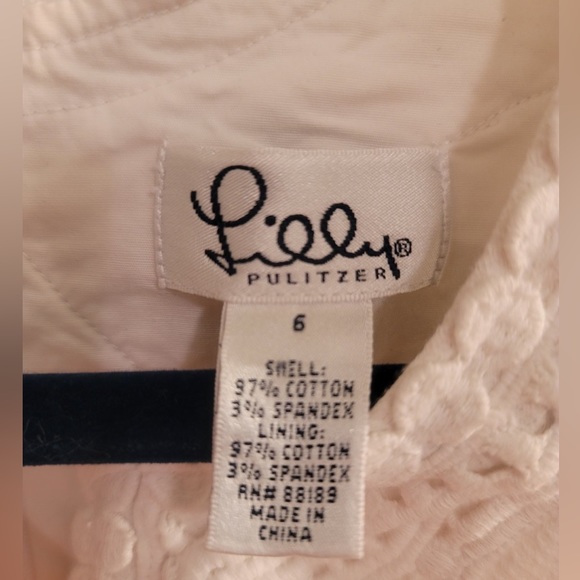 Lilly®
PULITZER
6
SHELL:
97% COTTON
3% SPANDEX
LINING:
97% COTTON
3% SPANDEX
RN# 88189
MADE IN
CHINA